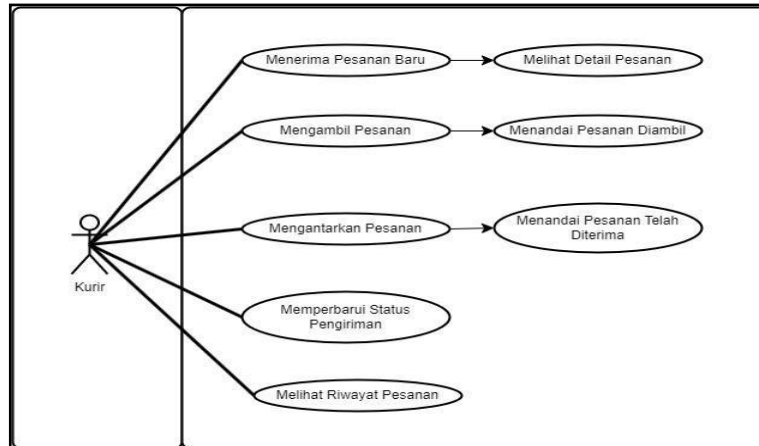 Menerima Pesanan Baru
Melihat Detail Pesanan
Mengambil Pesanan
Menandai Pesanan Diambil
Mengantarkan Pesanan
Menandai Pesanan Telah
Diterima
Kurir
Memperbarui Status
Pengiriman
Melihat Riwayat Pesanan